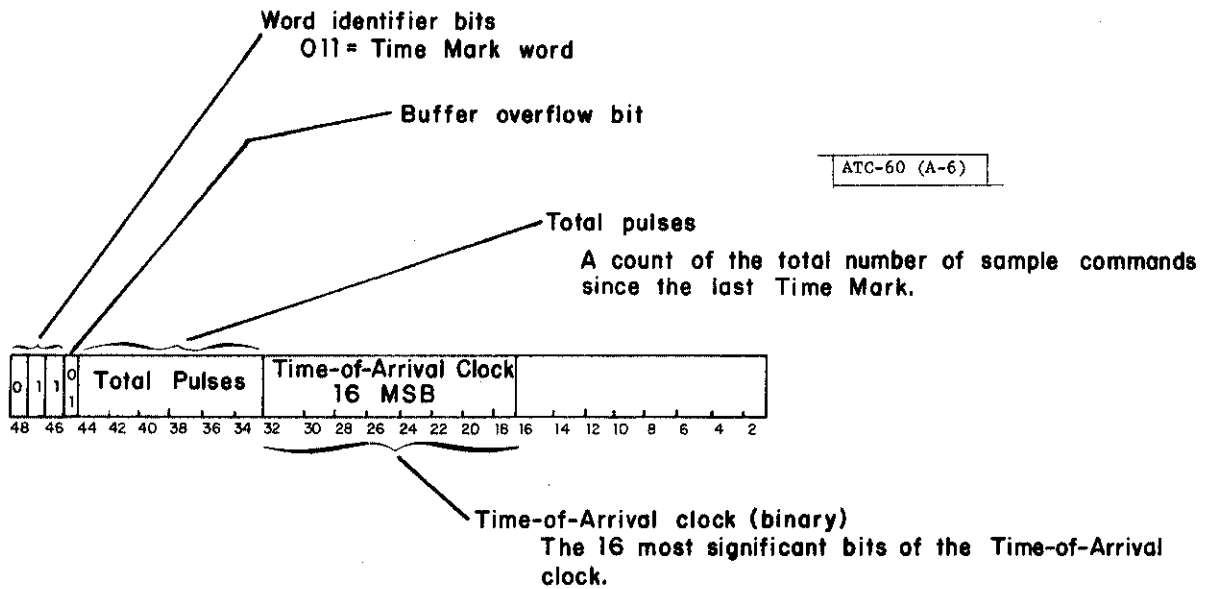 Word identifier bits
011 = Time Mark word
Buffer overflow bit
ATC-60 (A-6)
Total pulses
A count of the total number of sample commands
since the last Time Mark.
0 1 1 0 1
Total Pulses
Time-of-Arrival Clock
16 MSB
48 46 44 42 40 38 36 34 32 30 28 26 24 22 20 18 16 14 12 10 8 6 4 2
Time-of-Arrival clock (binary)
The 16 most significant bits of the Time-of-Arrival
clock.